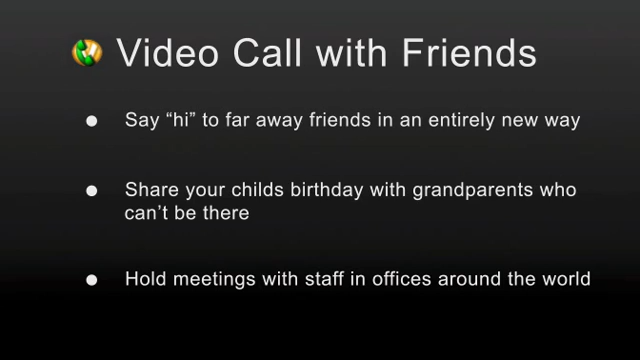 Video Call with Friends
Say “hi” to far away friends in an entirely new way
Share your childs birthday with grandparents who
can’t be there
Hold meetings with staff in offices around the world